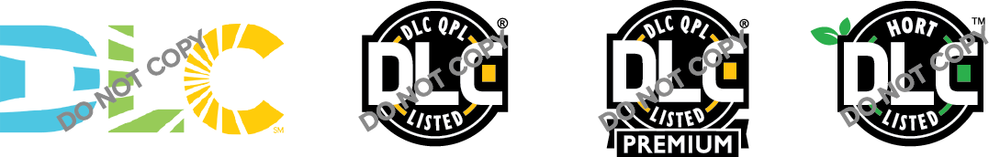 DLC
SM
DO NOT COPY
DLC QPL
®
DLC
LISTED
DO NOT COPY
DLC QPL
®
DLC
LISTED
PREMIUM
DO NOT COPY
HORT
™
DLC
LISTED
DO NOT COPY